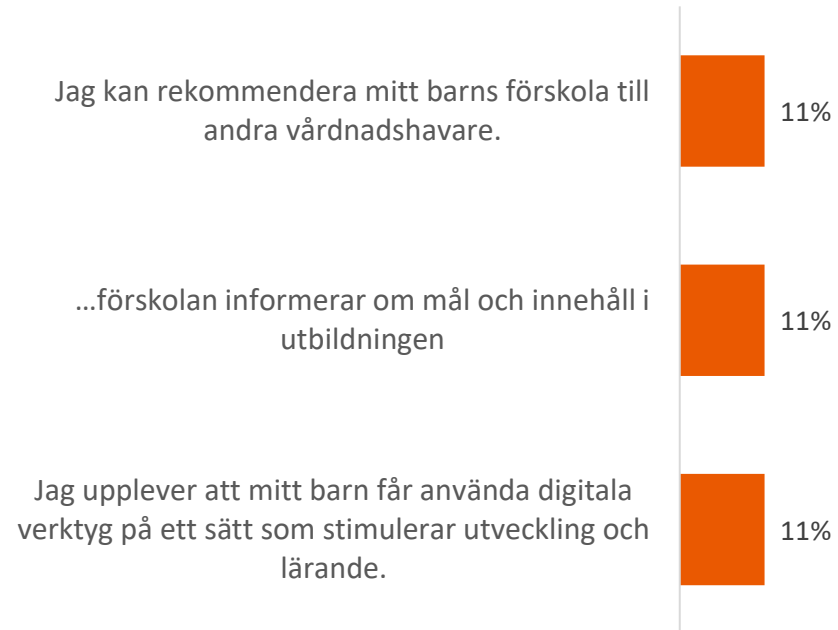 Jag kan rekommendera mitt barns förskola till
andra vårdnadshavare.
11%
...förskolan informerar om mål och innehåll i
utbildningen
11%
Jag upplever att mitt barn får använda digitala
verktyg på ett sätt som stimulerar utveckling och
lärande.
11%